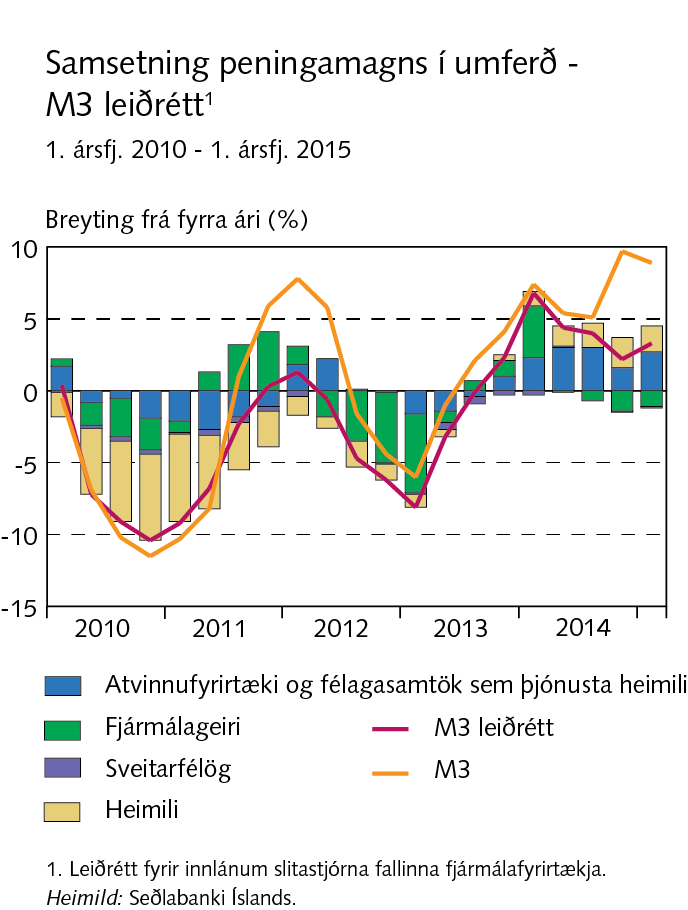 Samsetning peningamagns í umferð -
M3 leiðrétt¹
1. ársfj. 2010 - 1. ársfj. 2015
Breyting frá fyrra ári (%)
10
5
0
-5
-10
-15
2010 2011 2012 2013 2014
Atvinnufyrirtæki og félagasamtök sem þjónusta heimili
Fjármálageiri M3 leiðrétt
Sveitarfélög M3
Heimili
1. Leiðrétt fyrir innlánum slitastjórna fallinna fjármálafyrirtækja.
Heimild: Seðlabanki Íslands.